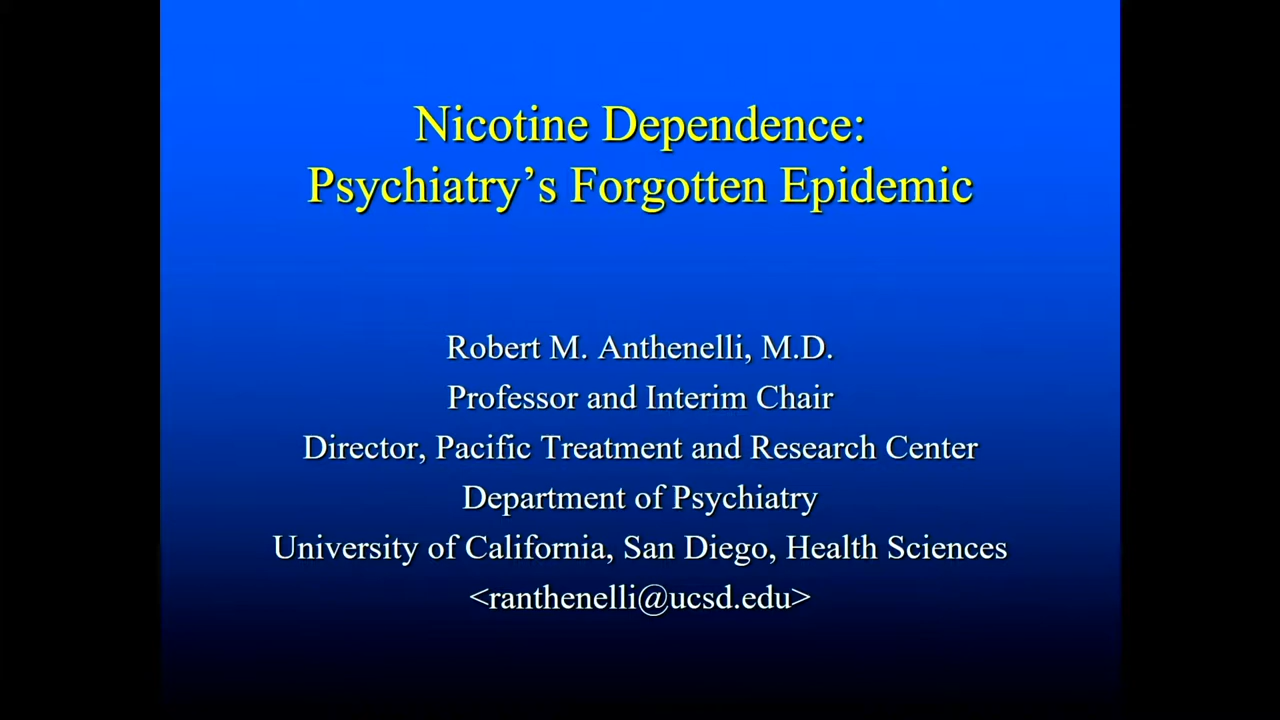 Nicotine Dependence:
Psychiatry’s Forgotten Epidemic
Robert M. Anthenelli, M.D.
Professor and Interim Chair
Director, Pacific Treatment and Research Center
Department of Psychiatry
University of California, San Diego, Health Sciences
<ranthenelli@ucsd.edu>